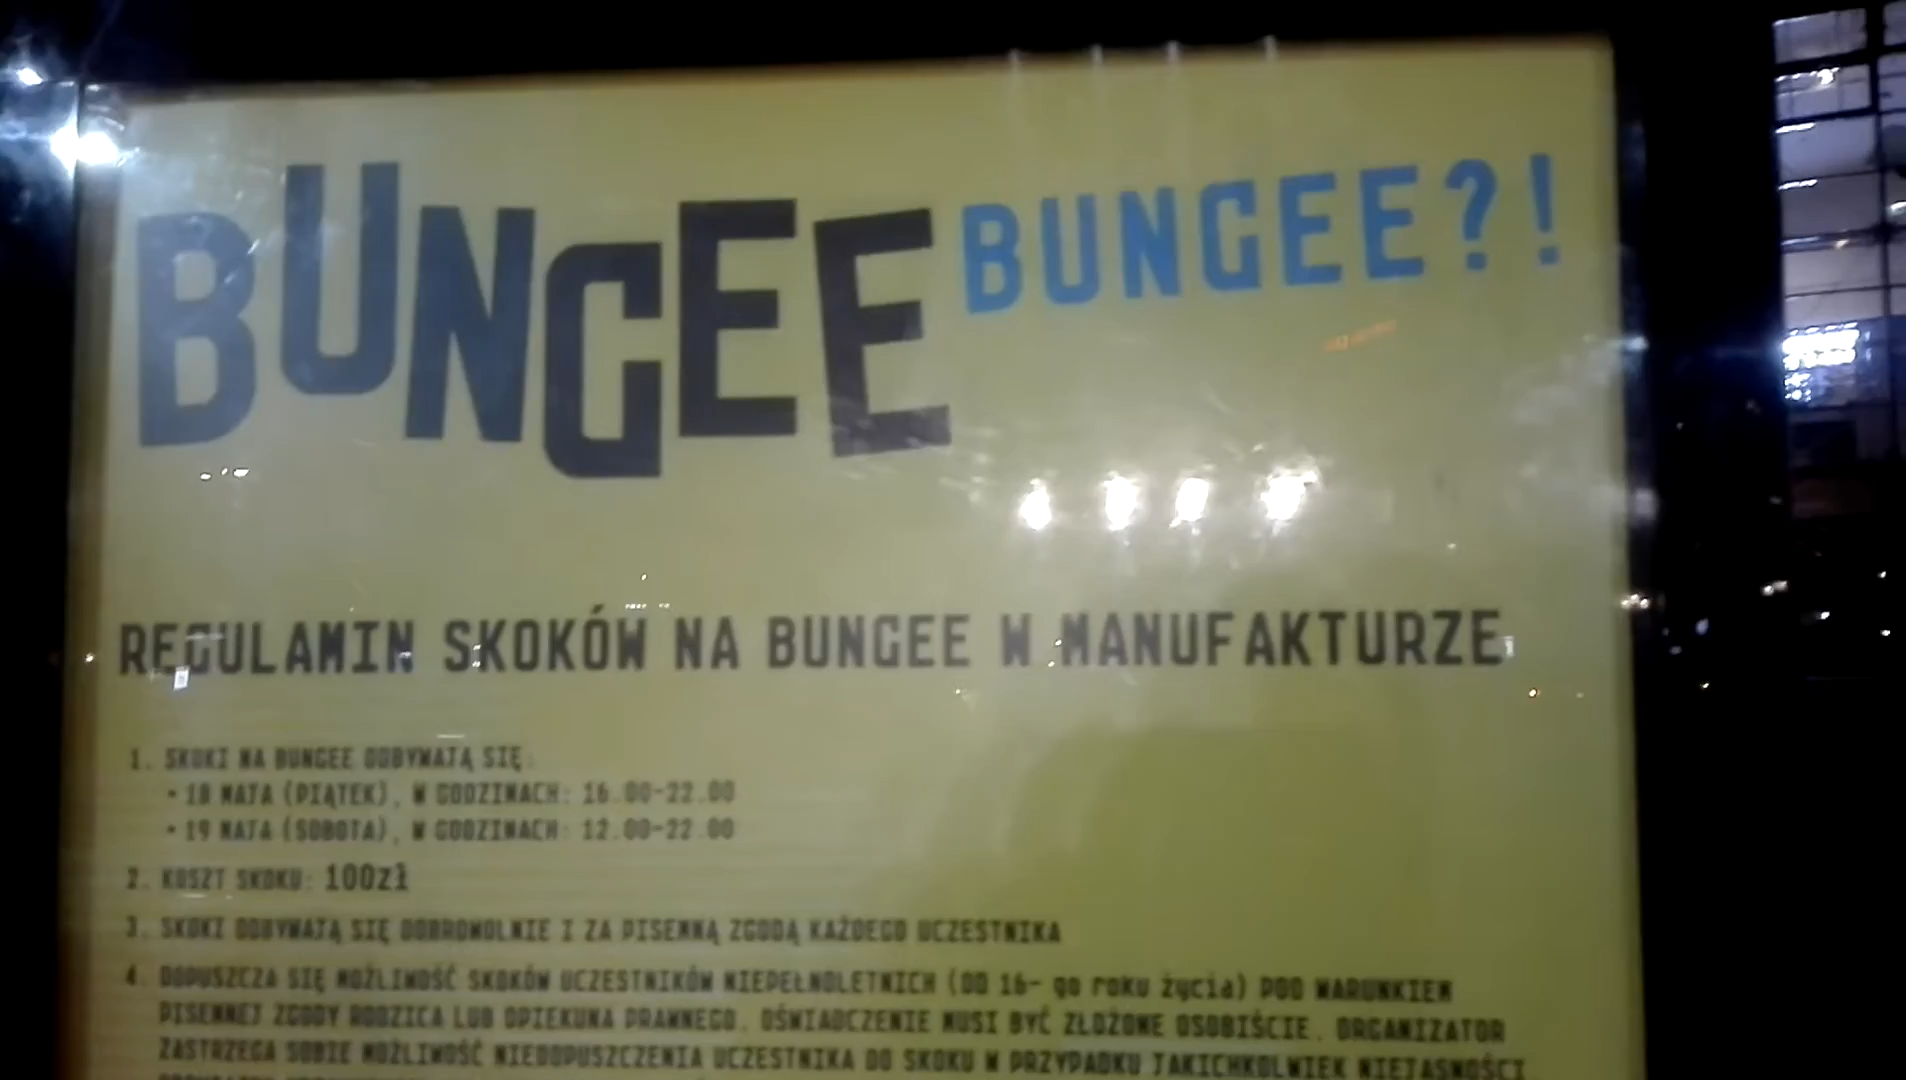 BUNGEE BUNGEE?!
REGULAMIN SKOKÓW NA BUNGEE W MANUFAKTURZE
1. SKOKI NA BUNGEE ODBYWAJĄ SIĘ:
• 18 MAJA (PIĄTEK), W GODZINACH: 16.00-22.00
• 19 MAJA (SOBOTA), W GODZINACH: 12.00-22.00
2. KOSZT SKOKU: 100zł
3. SKOKI ODBYWAJĄ SIĘ DOBROWOLNIE I ZA PISEMNĄ ZGODĄ KAŻDEGO UCZESTNIKA
4. DOPUSZCZA SIĘ MOŻLIWOŚĆ SKOKÓW UCZESTNIKÓW NIEPEŁNOLETNICH (OD 16- go roku życia) POD WARUNKIEM
PISEMNEJ ZGODY RODZICA LUB OPIEKUNA PRAWNEGO. OŚWIADCZENIE MUSI BYĆ ZŁOŻONE OSOBIŚCIE. ORGANIZATOR
ZASTRZEGA SOBIE MOŻLIWOŚĆ NIEDOPUSZCZENIA UCZESTNIKA DO SKOKU W PRZYPADKU JAKICHKOLWIEK NIEJASNOŚCI